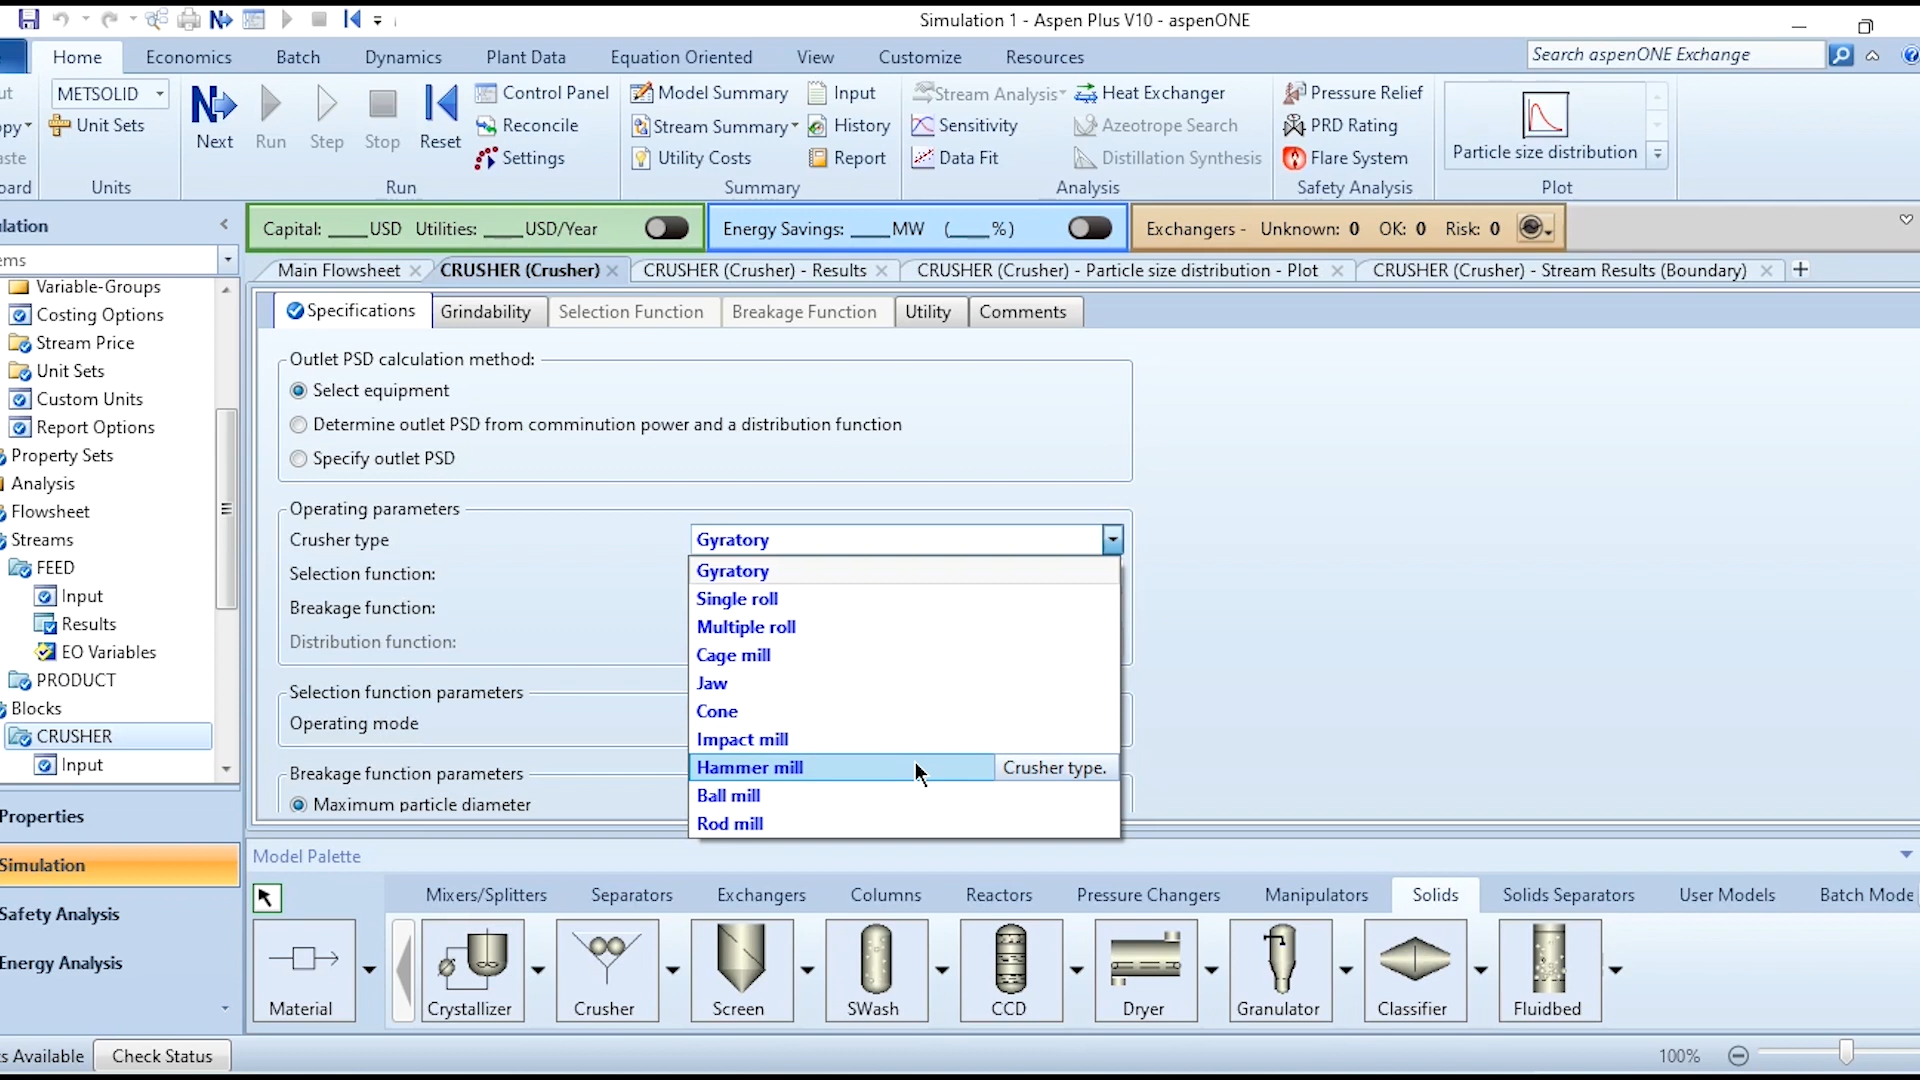 Simulation 1 - Aspen Plus V10 - aspenONE
Home Economics Batch Dynamics Plant Data Equation Oriented View Customize Resources
Search aspenONE Exchange
METSOLID
Unit Sets
Units
Next Run Step Stop Reset
Control Panel
Reconcile
Settings
Run
Model Summary Input
Stream Summary History
Utility Costs Report
Summary
Stream Analysis Heat Exchanger
Sensitivity Azeotrope Search
Data Fit Distillation Synthesis
Analysis
Pressure Relief
PRD Rating
Flare System
Safety Analysis
Particle size distribution
Plot
Capital: ____USD Utilities: ____USD/Year
Energy Savings: ____MW (____%)
Exchangers - Unknown: 0 OK: 0 Risk: 0
lation
ems
Main Flowsheet CRUSHER (Crusher) CRUSHER (Crusher) - Results CRUSHER (Crusher) - Particle size distribution - Plot CRUSHER (Crusher) - Stream Results (Boundary)
Variable-Groups
Costing Options
Stream Price
Unit Sets
Custom Units
Report Options
Property Sets
Analysis
Flowsheet
Streams
FEED
Input
Results
EO Variables
PRODUCT
Blocks
CRUSHER
Input
Specifications Grindability Selection Function Breakage Function Utility Comments
Outlet PSD calculation method:
Select equipment
Determine outlet PSD from comminution power and a distribution function
Specify outlet PSD
Operating parameters
Crusher type Gyratory
Selection function:
Breakage function:
Distribution function:
Gyratory
Single roll
Multiple roll
Cage mill
Jaw
Cone
Impact mill
Hammer mill Crusher type.
Ball mill
Rod mill
Selection function parameters
Operating mode
Breakage function parameters
Maximum particle diameter
Properties
Simulation
Safety Analysis
Energy Analysis
Model Palette
Mixers/Splitters Separators Exchangers Columns Reactors Pressure Changers Manipulators Solids Solids Separators User Models Batch Mode
Material Crystallizer Crusher Screen SWash CCD Dryer Granulator Classifier Fluidbed
s Available Check Status
100%